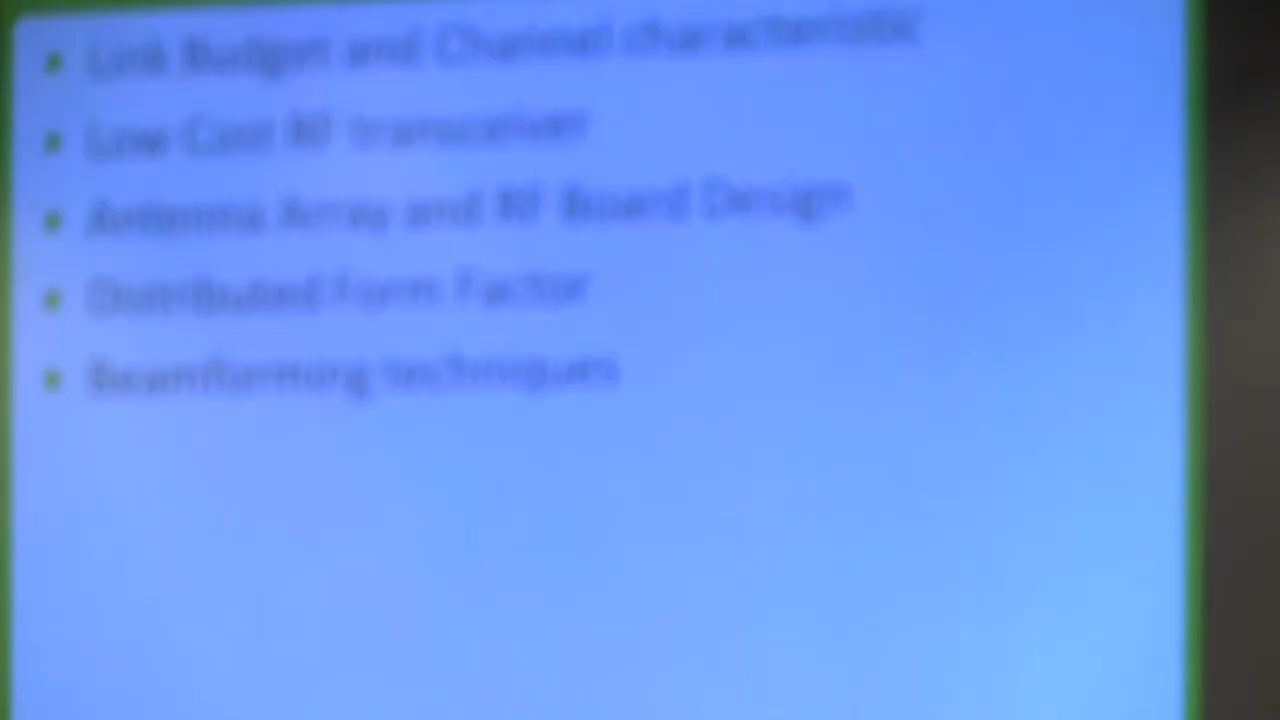 Link Budget and Channel characteristic
Low Cost RF transceiver
Antenna Array and RF Board Design
Distributed Form Factor
Beamforming techniques